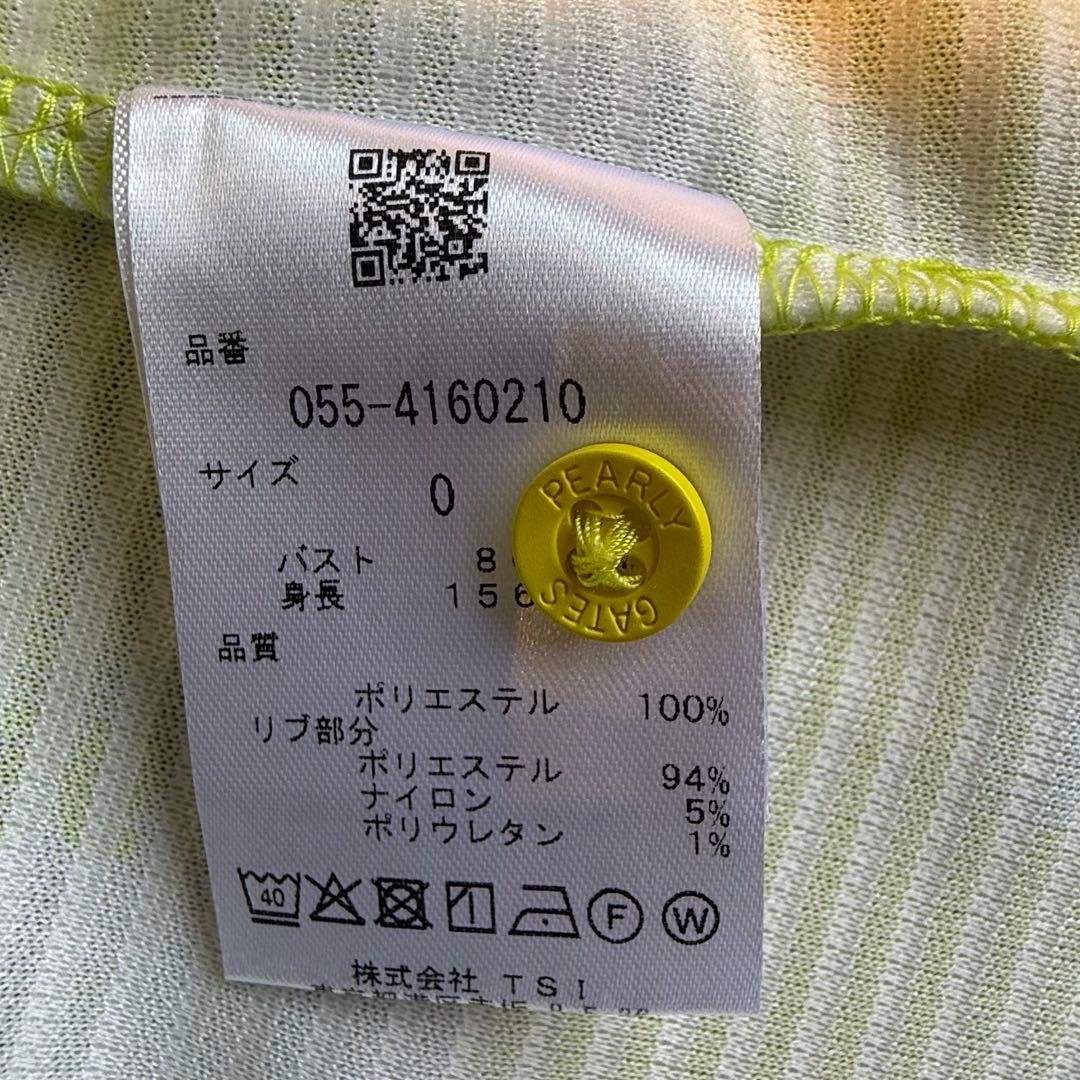 品番
055-4160210
サイズ 0
バスト 8
身長 156
品質
ポリエステル 100%
リブ部分
ポリエステル 94%
ナイロン 5%
ポリウレタン 1%
40
F
W
株式会社 TSI
PEARLY
GATES